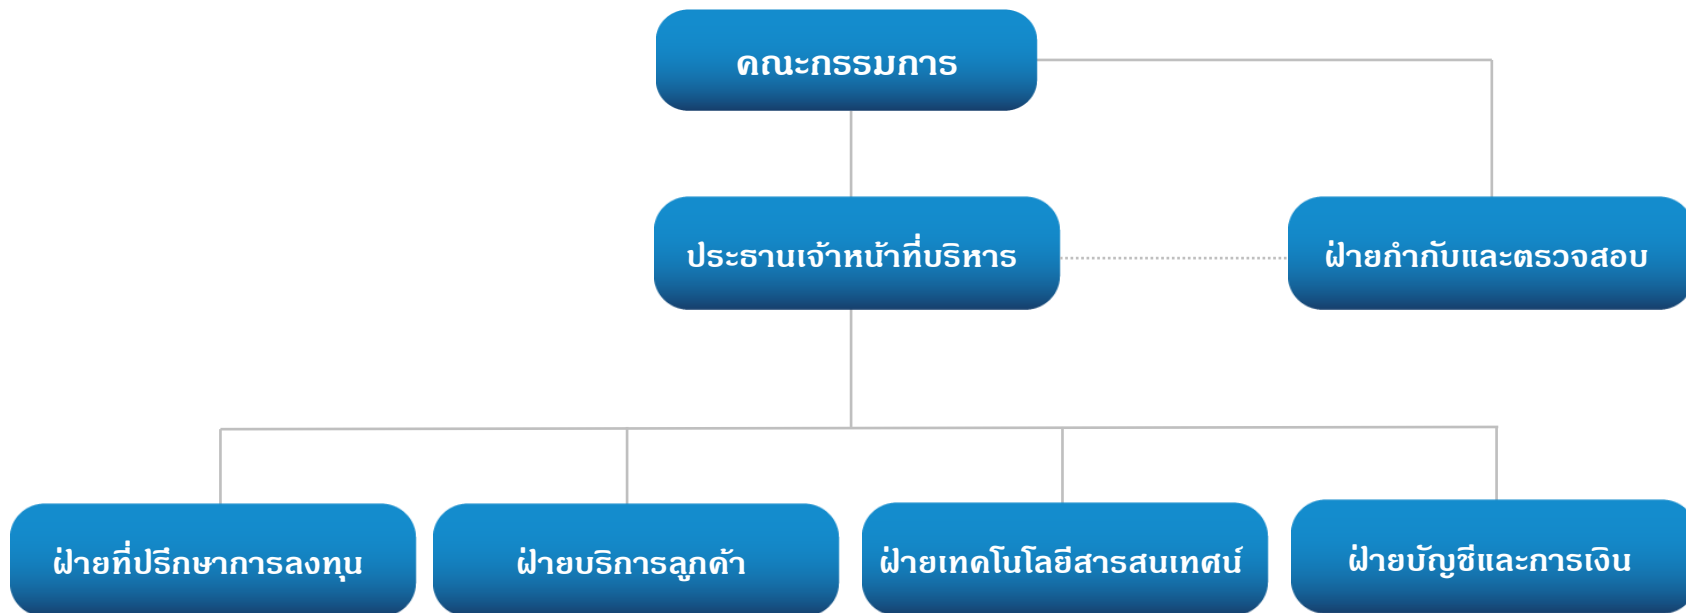 คณะกรรมการ
ประธานเจ้าหน้าที่บริหาร
ฝ่ายกำกับและตรวจสอบ
ฝ่ายที่ปรึกษาการลงทุน
ฝ่ายบริการลูกค้า
ฝ่ายเทคโนโลยีสารสนเทศน์
ฝ่ายบัญชีและการเงิน